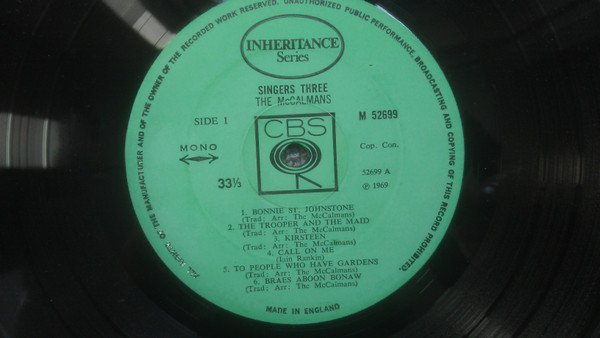 INHERITANCE
Series
SINGERS THREE
THE McCALMANS
SIDE 1
M 52699
CBS
MONO
Cop. Con.
33⅓
52699 A
℗ 1969
1. BONNIE ST. JOHNSTONE
(Trad: Arr: The McCalmans)
2. THE TROOPER AND THE MAID
(Trad: Arr: The McCalmans)
3. KIRSTEEN
(Trad: Arr: The McCalmans)
4. CALL ON ME
(Iain Rankin)
5. TO PEOPLE WHO HAVE GARDENS
(Trad: Arr: The McCalmans)
6. BRAES ABOON BONAW
(Trad: Arr: The McCalmans)
MADE IN ENGLAND
THE MANUFACTURER AND OF THE OWNER OF THE RECORDED WORK RESERVED. UNAUTHORIZED PUBLIC PERFORMANCE, BROADCASTING AND COPYING OF THIS RECORD PROHIBITED.